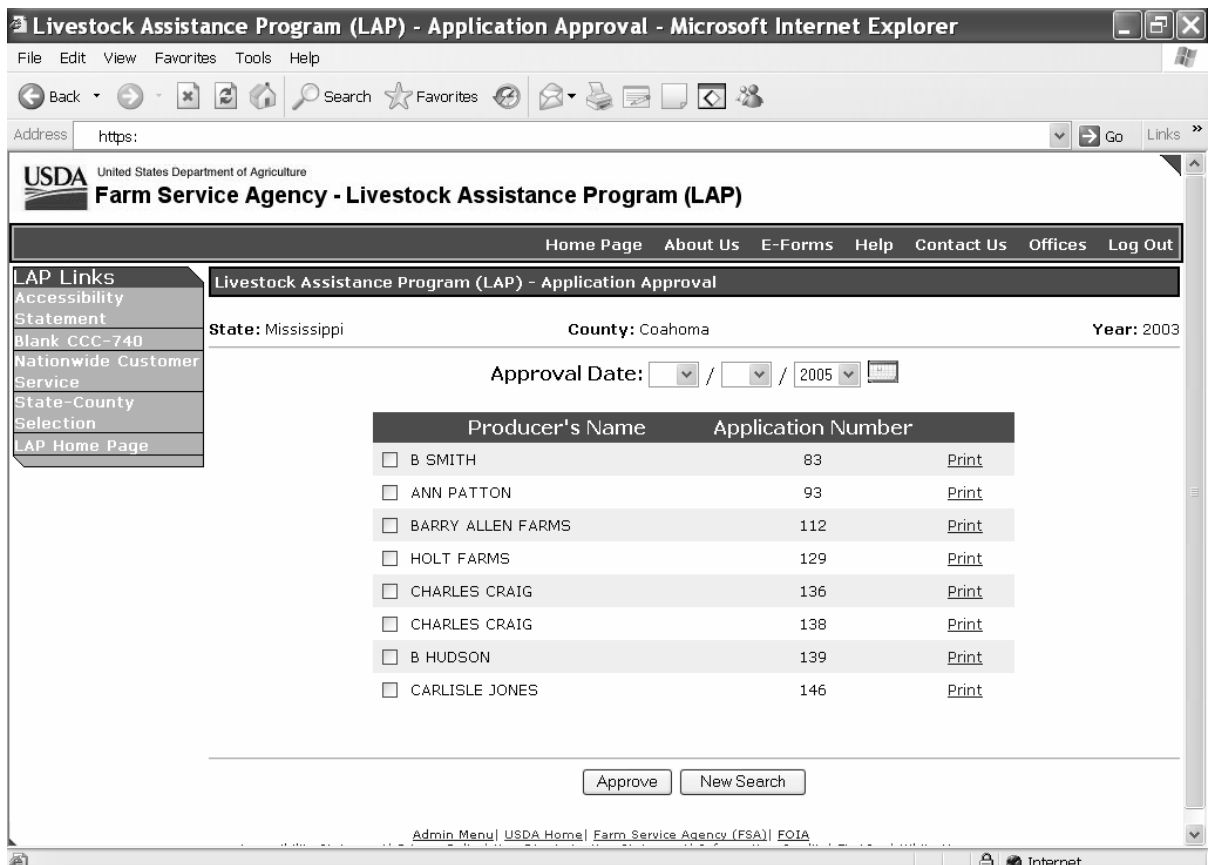 Livestock Assistance Program (LAP) - Application Approval - Microsoft Internet Explorer
File Edit View Favorites Tools Help
Back Search Favorites
Address https: Go Links »
USDA United States Department of Agriculture
Farm Service Agency - Livestock Assistance Program (LAP)
Home Page About Us E-Forms Help Contact Us Offices Log Out
LAP Links
Accessibility
Statement
Blank CCC-740
Nationwide Customer
Service
State-County
Selection
LAP Home Page
Livestock Assistance Program (LAP) - Application Approval
State: Mississippi County: Coahoma Year: 2003
Approval Date: / / 2005
Producer's Name Application Number
B SMITH 83 Print
ANN PATTON 93 Print
BARRY ALLEN FARMS 112 Print
HOLT FARMS 129 Print
CHARLES CRAIG 136 Print
CHARLES CRAIG 138 Print
B HUDSON 139 Print
CARLISLE JONES 146 Print
Approve New Search
Admin Menu| USDA Home| Farm Service Agency (FSA)| FOIA
Internet